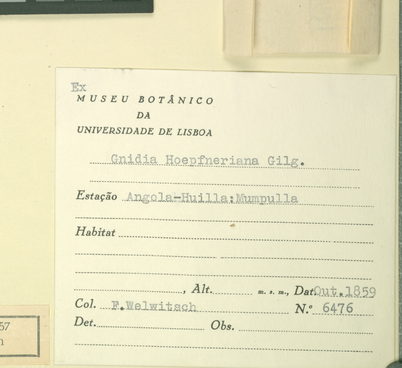 Ex
MUSEU BOTÂNICO
DA
UNIVERSIDADE DE LISBOA
Gnidia Hoepfneriana Gilg.
Estação Angola-Huilla:Mumpulla
Habitat
, Alt. m. s. m., Dat. Out.1859
Col. F.Welwitsch N.º 6476
Det. Obs.
57